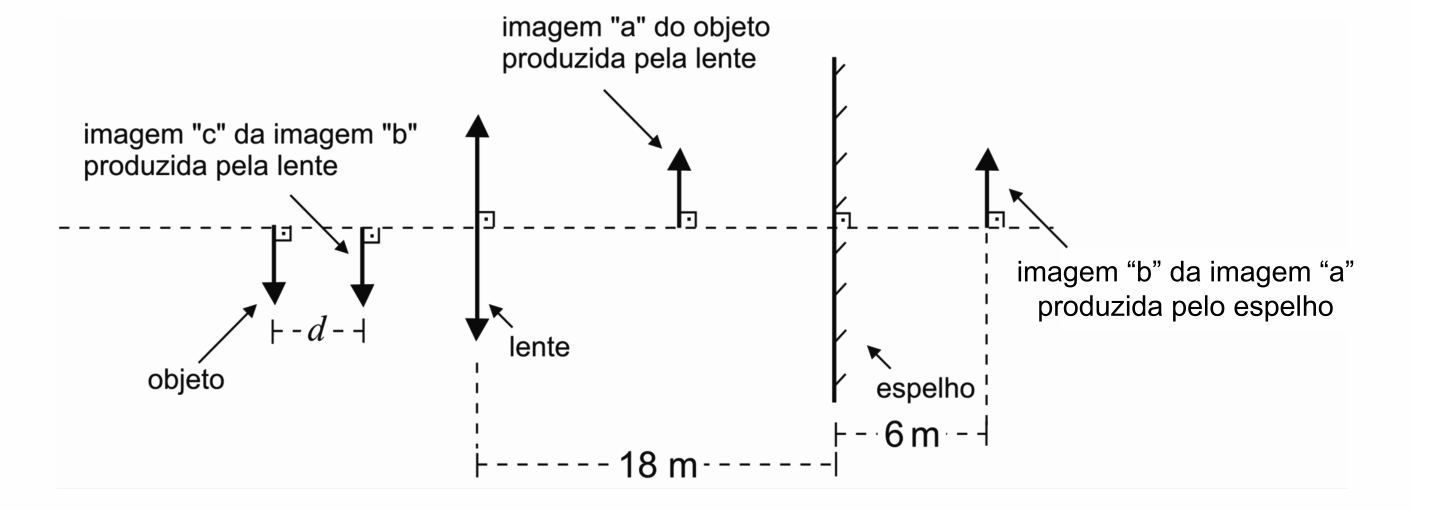 imagem "a" do objeto
produzida pela lente
imagem "c" da imagem "b"
produzida pela lente
imagem “b” da imagem “a”
produzida pelo espelho
d
lente
objeto
espelho
6 m
18 m